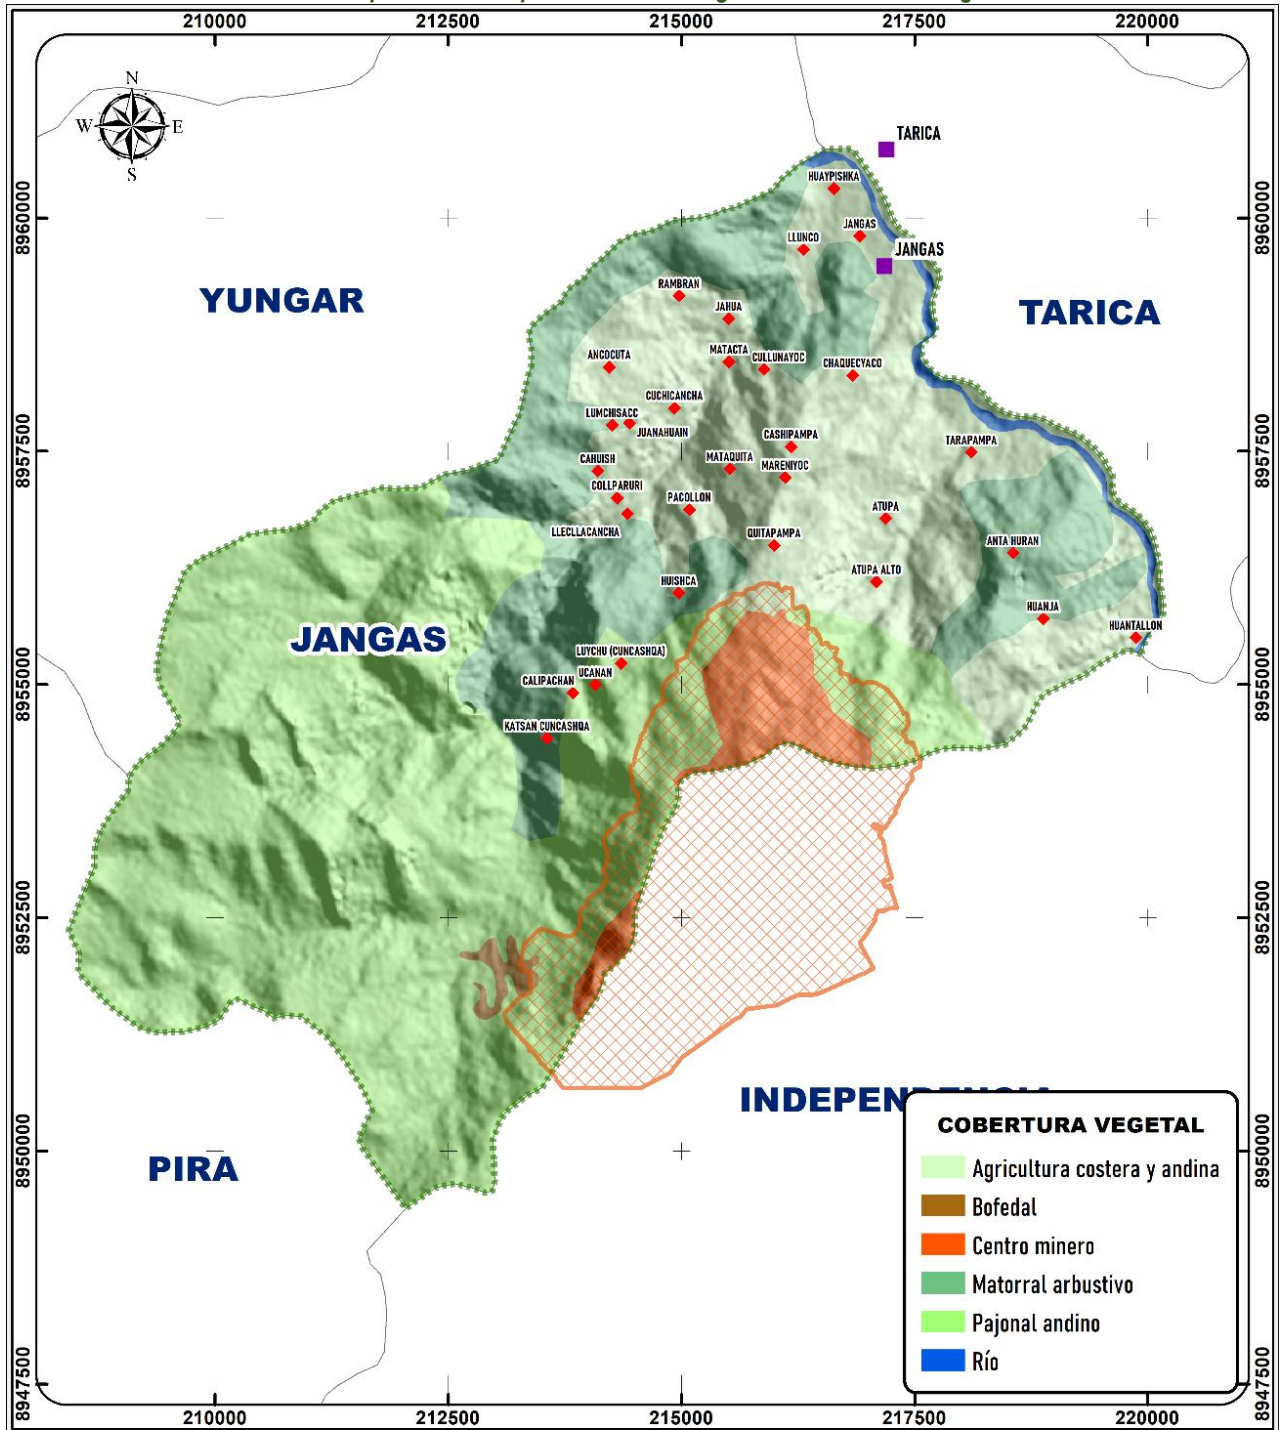 210000 212500 215000 217500 220000
N
W E
S
TARICA
HUAYPISHKA
8960000
8960000
JANGAS
LLUNCO
JANGAS
RAMBRAN
YUNGAR
JAHUA
TARICA
MATACTA
ANCOCUTA
CULLUNAYOC
CHAQUECYACO
CUCHICANCHA
LUMCHISACC
JUANAHUAIN
CASHIPAMPA
TARAPAMPA
8957500
8957500
CAHUISH
MATAQUITA
MARENIYOC
COLLPARURI
PACOLLON
ATUPA
LLECLLACANCHA
QUITAPAMPA
ANTA HURAN
ATUPA ALTO
HUISHCA
HUANJA
HUANTALLON
JANGAS
LUYCHU (CUNCASHQA)
UCANAN
CALIPACHAN
8955000
8955000
KATSAN CUNCASHQA
8952500
8952500
INDEPENDENCIA
COBERTURA VEGETAL
PIRA
8950000
8950000
Agricultura costera y andina
Bofedal
Centro minero
Matorral arbustivo
Pajonal andino
Río
8947500
8947500
210000 212500 215000 217500 220000